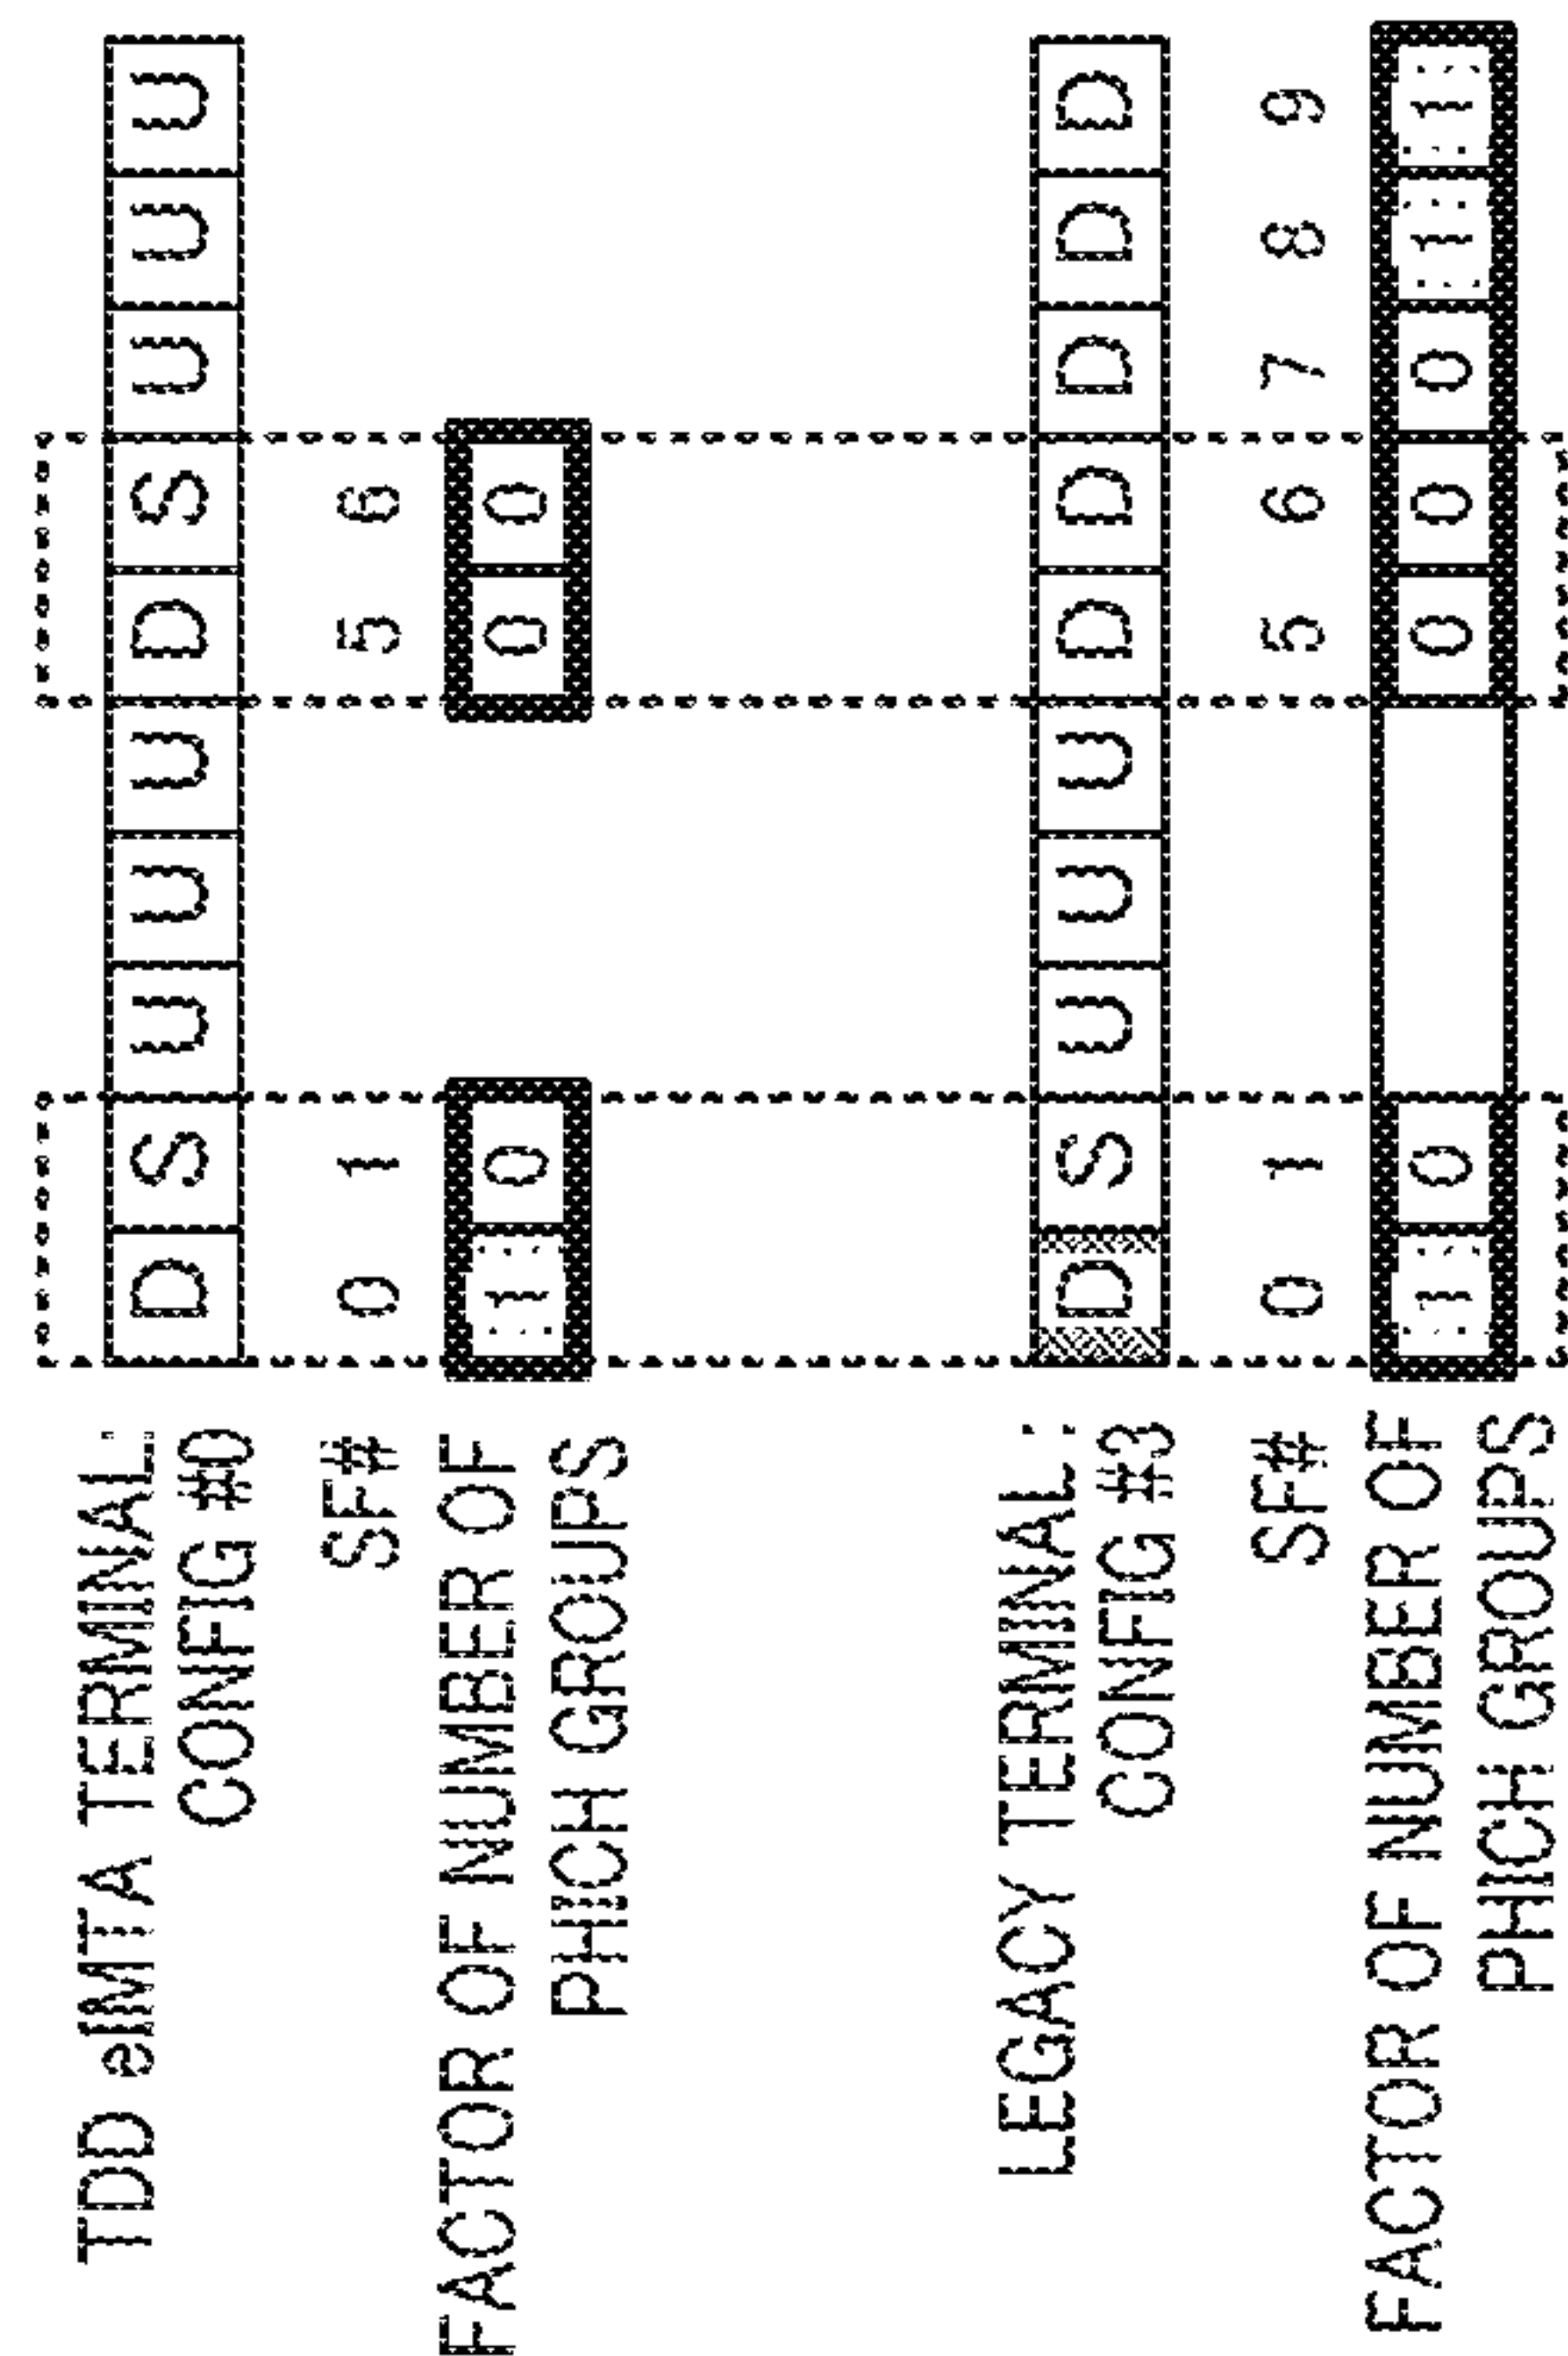 TDD eIMTA TERMINAL:
CONFIG #0
D S U U U D S U U U
SF# 0 1 5 6
FACTOR OF NUMBER OF
PHICH GROUPS
1 0 0 0
LEGACY TERMINAL:
CONFIG #3
D S U U U D D D D D
SF# 0 1 5 6 7 8 9
FACTOR OF NUMBER OF
PHICH GROUPS
1 0 0 0 0 1 1